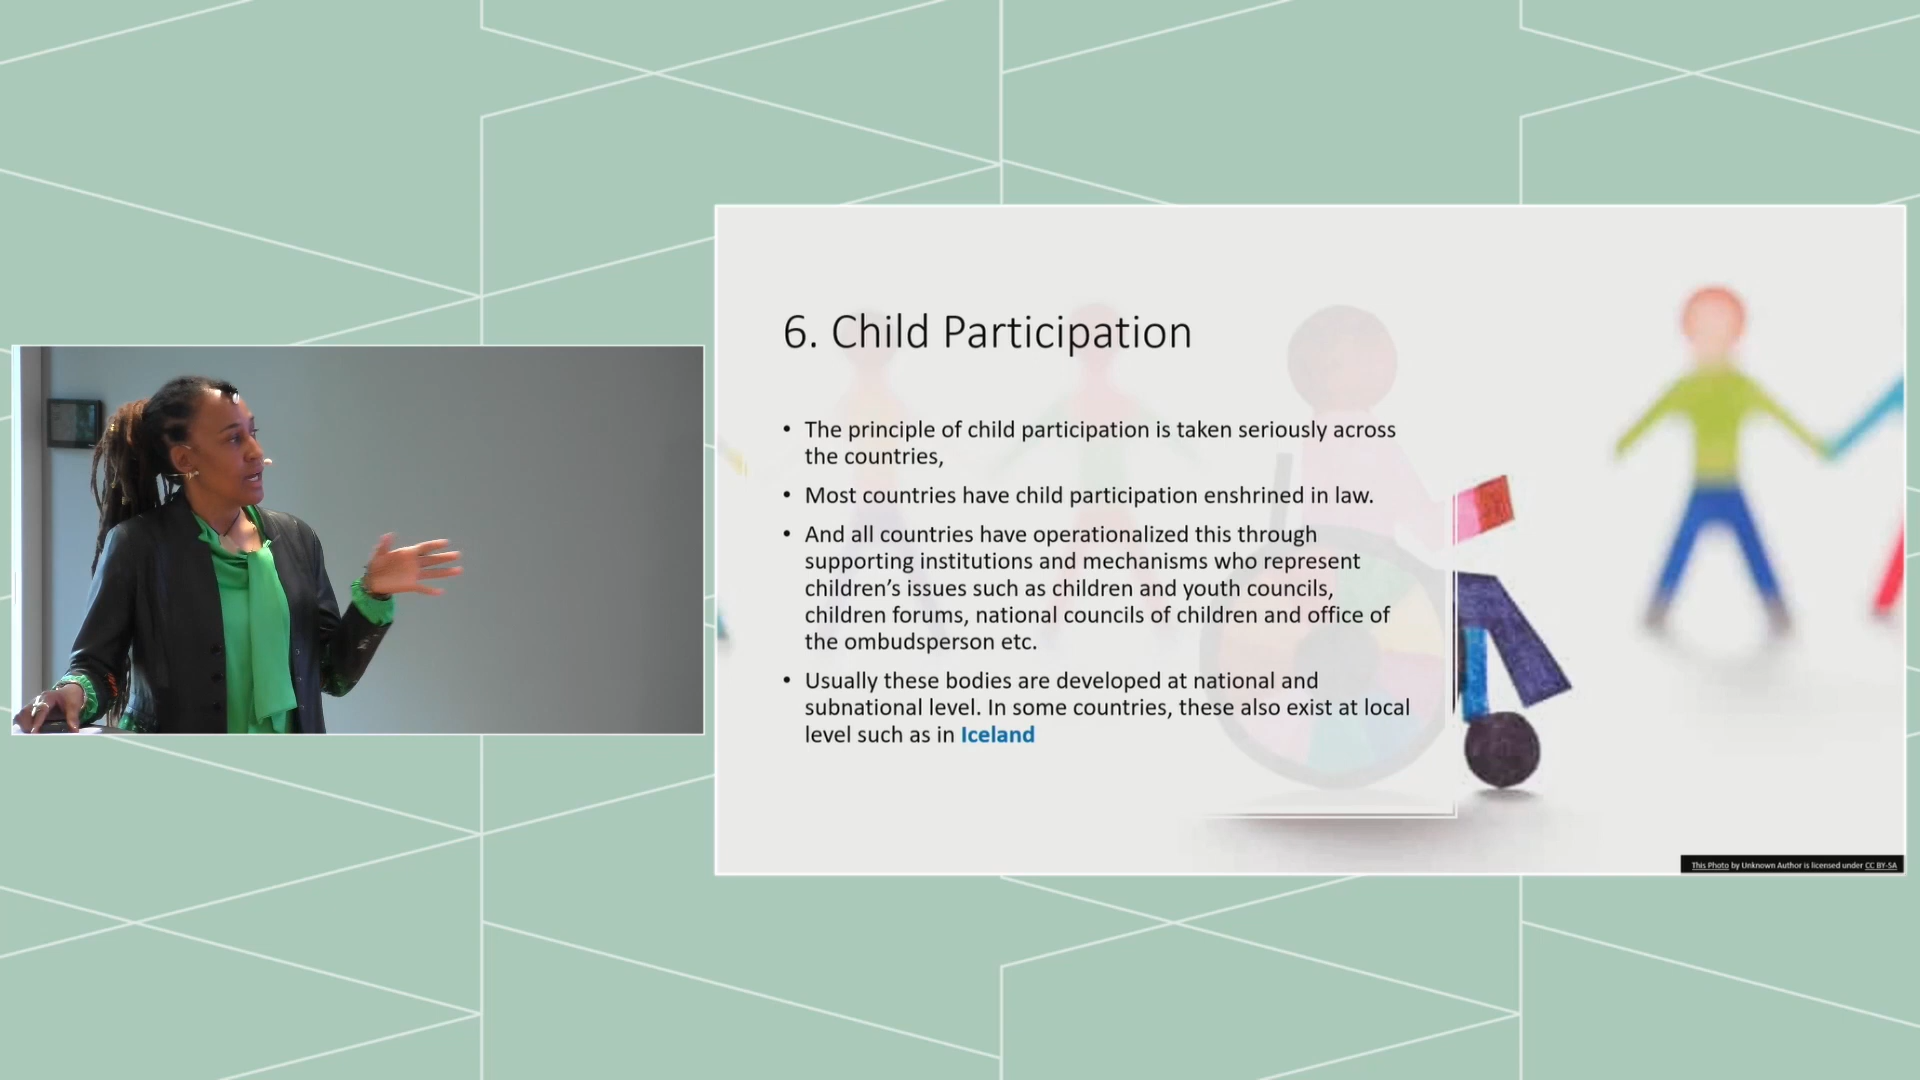 6. Child Participation
• The principle of child participation is taken seriously across
the countries,
• Most countries have child participation enshrined in law.
• And all countries have operationalized this through
supporting institutions and mechanisms who represent
children’s issues such as children and youth councils,
children forums, national councils of children and office of
the ombudsperson etc.
• Usually these bodies are developed at national and
subnational level. In some countries, these also exist at local
level such as in Iceland
This Photo by Unknown Author is licensed under CC BY-SA